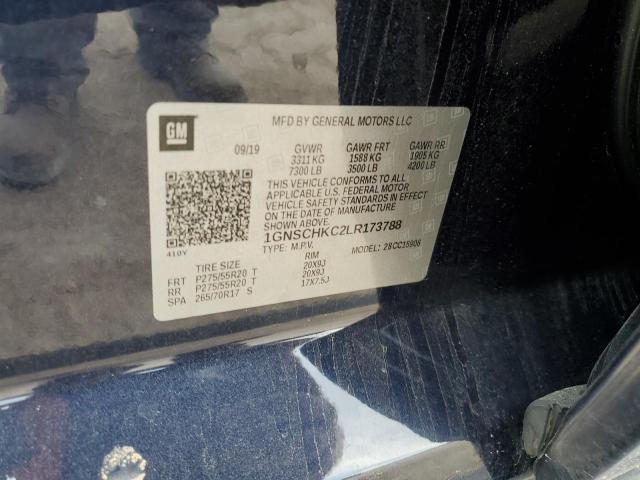 GM
MFD BY GENERAL MOTORS LLC
09/19 GVWR GAWR FRT GAWR RR
3311 KG 1588 KG 1905 KG
7300 LB 3500 LB 4200 LB
THIS VEHICLE CONFORMS TO ALL
APPLICABLE U.S. FEDERAL MOTOR
VEHICLE SAFETY STANDARDS IN EFFECT
ON THE DATE OF MANUFACTURE
SHOWN ABOVE.
1GNSCHKC2LR173788
TYPE: M.P.V. MODEL: 28CC15906
410Y
TIRE SIZE RIM
FRT P275/55R20 T 20X9J
RR P275/55R20 T 20X9J
SPA 265/70R17 S 17X7.5J